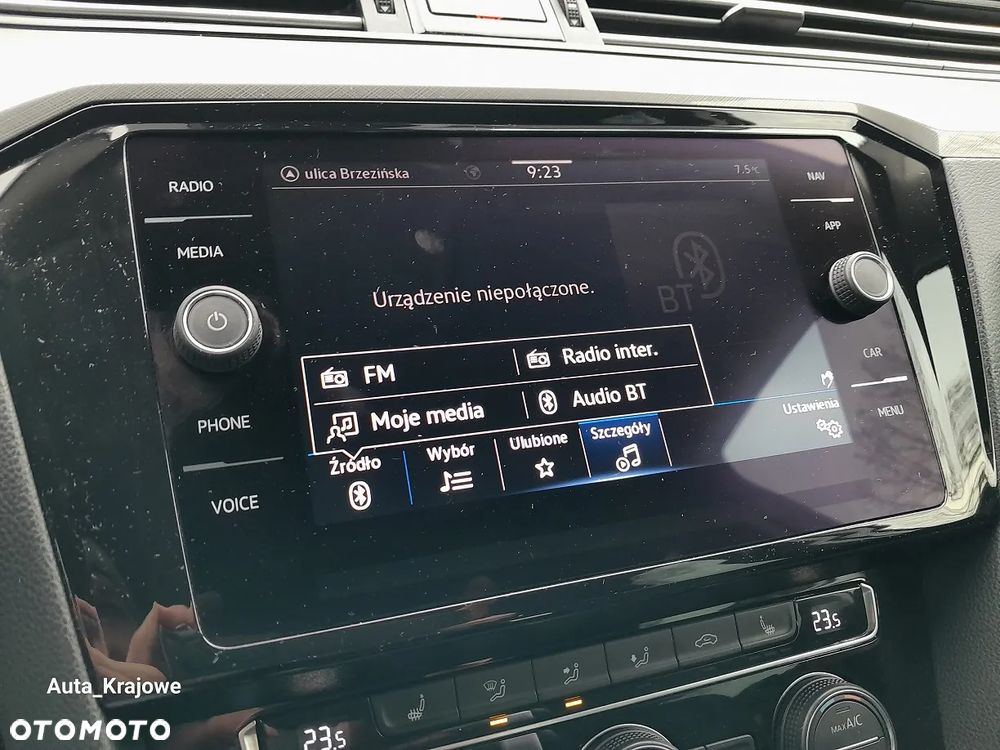 RADIO
MEDIA
PHONE
VOICE
ulica Brzezińska
9:23
7.5°C
Urządzenie niepołączone.
BT
FM
Radio inter.
Moje media
Audio BT
Źródło
Wybór
Ulubione
Szczegóły
Ustawienia
NAV
APP
CAR
MENU
23.5
23.5
MAX A/C
Auta_Krajowe
OTOMOTO